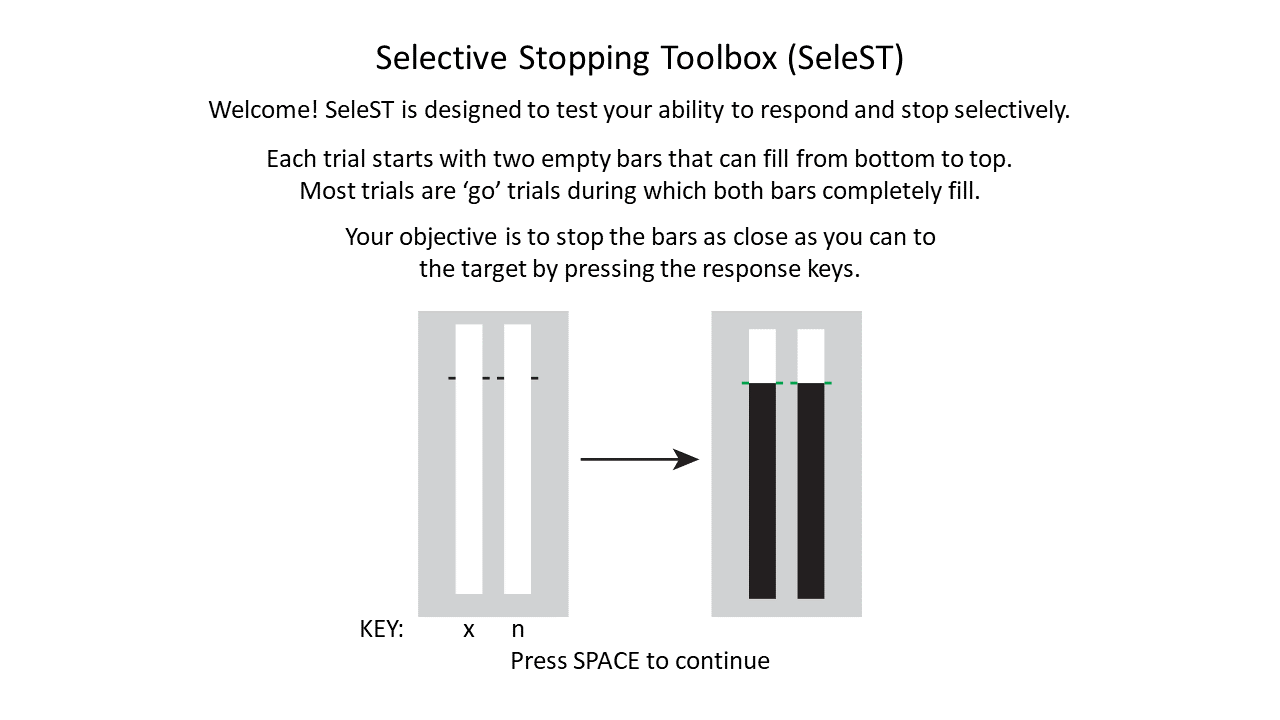 Selective Stopping Toolbox (SeleST)
Welcome! SeleST is designed to test your ability to respond and stop selectively.
Each trial starts with two empty bars that can fill from bottom to top.
Most trials are ‘go’ trials during which both bars completely fill.
Your objective is to stop the bars as close as you can to
the target by pressing the response keys.
KEY: x n
Press SPACE to continue